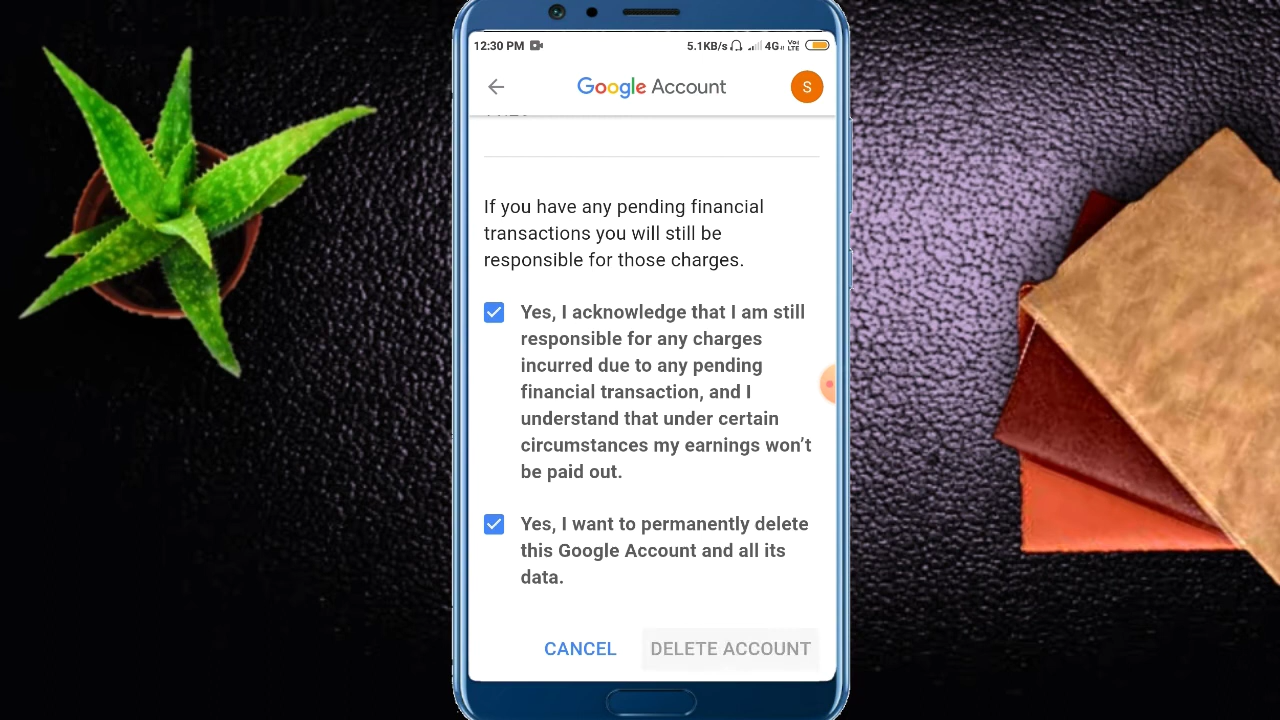 12:30 PM 5.1KB/s 4G Vo LTE
Google Account S
If you have any pending financial
transactions you will still be
responsible for those charges.
Yes, I acknowledge that I am still
responsible for any charges
incurred due to any pending
financial transaction, and I
understand that under certain
circumstances my earnings won’t
be paid out.
Yes, I want to permanently delete
this Google Account and all its
data.
CANCEL DELETE ACCOUNT